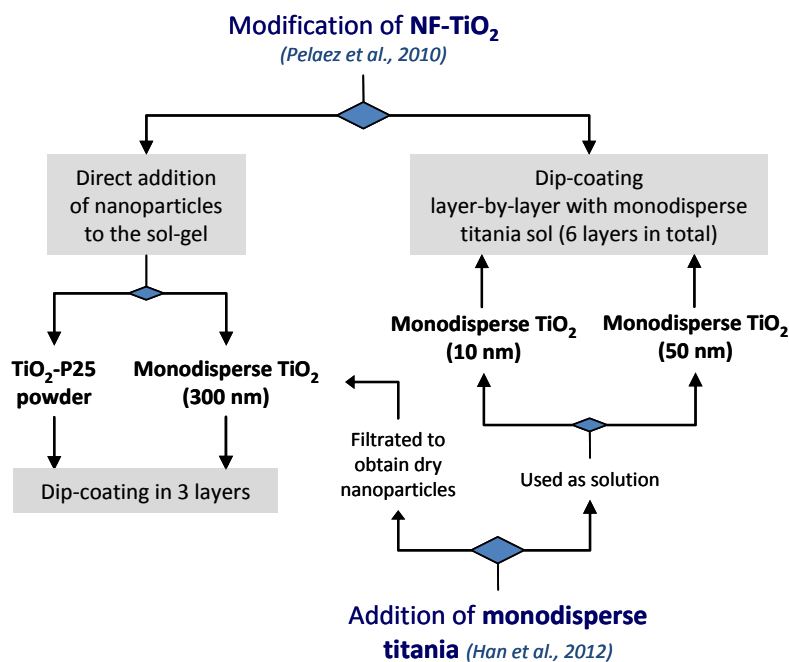 Modification of NF-TiO₂
(Pelaez et al., 2010)
Direct addition
of nanoparticles
to the sol-gel
Dip-coating
layer-by-layer with monodisperse
titania sol (6 layers in total)
TiO₂-P25
powder
Monodisperse TiO₂
(300 nm)
Monodisperse TiO₂
(10 nm)
Monodisperse TiO₂
(50 nm)
Dip-coating in 3 layers
Filtrated to
obtain dry
nanoparticles
Used as solution
Addition of monodisperse
titania (Han et al., 2012)